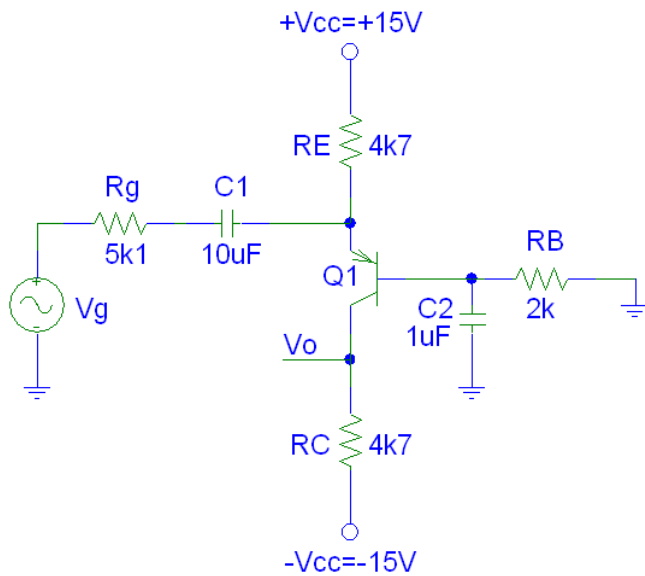 +Vcc=+15V
RE
4k7
Rg
C1
5k1
10uF
RB
Q1
+
Vg
-
C2
2k
1uF
Vo
RC
4k7
-Vcc=-15V